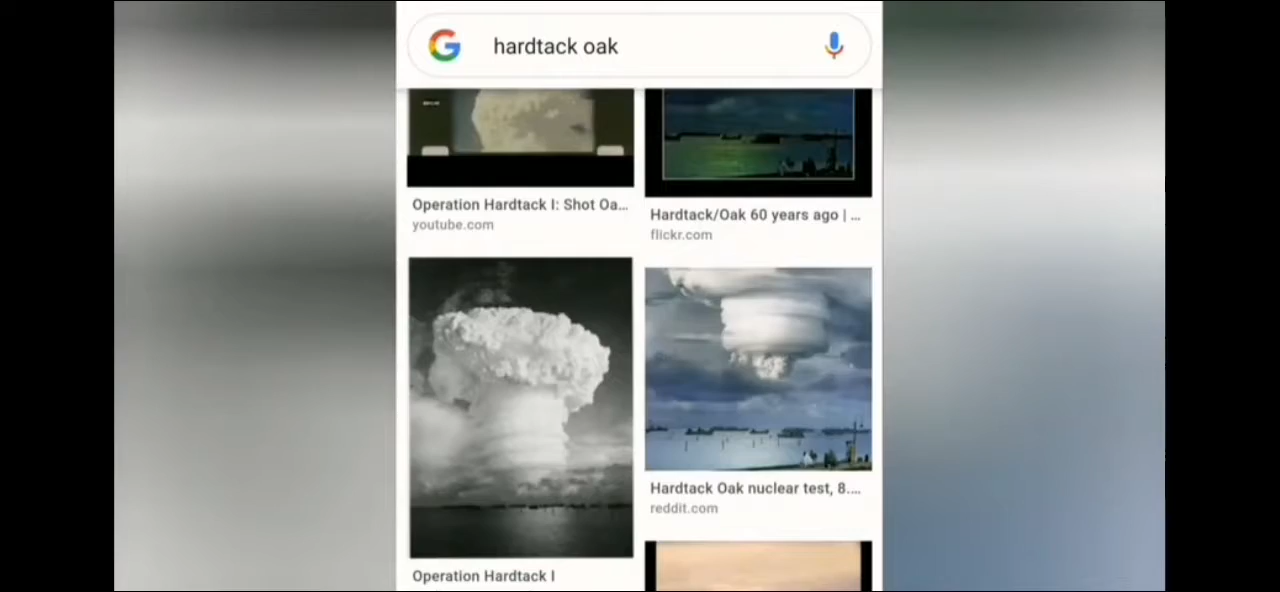 hardtack oak
Operation Hardtack I: Shot Oa...
youtube.com
Hardtack/Oak 60 years ago | ...
flickr.com
Hardtack Oak nuclear test, 8....
reddit.com
Operation Hardtack I